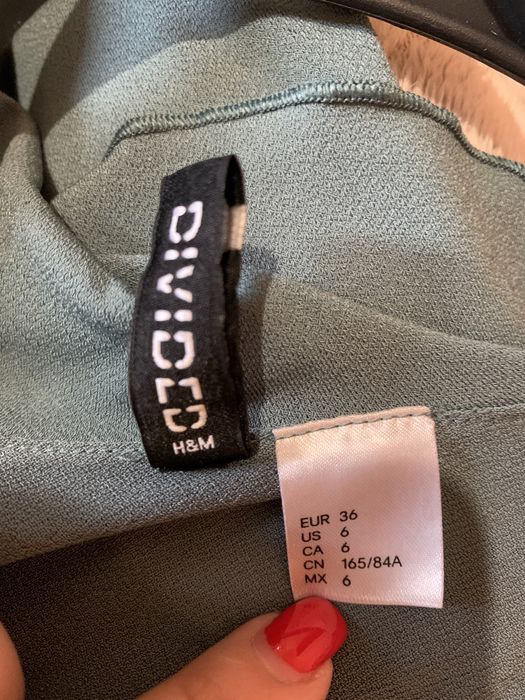 DIVIDED
H&M
EUR 36
US 6
CA 6
CN 165/84A
MX 6